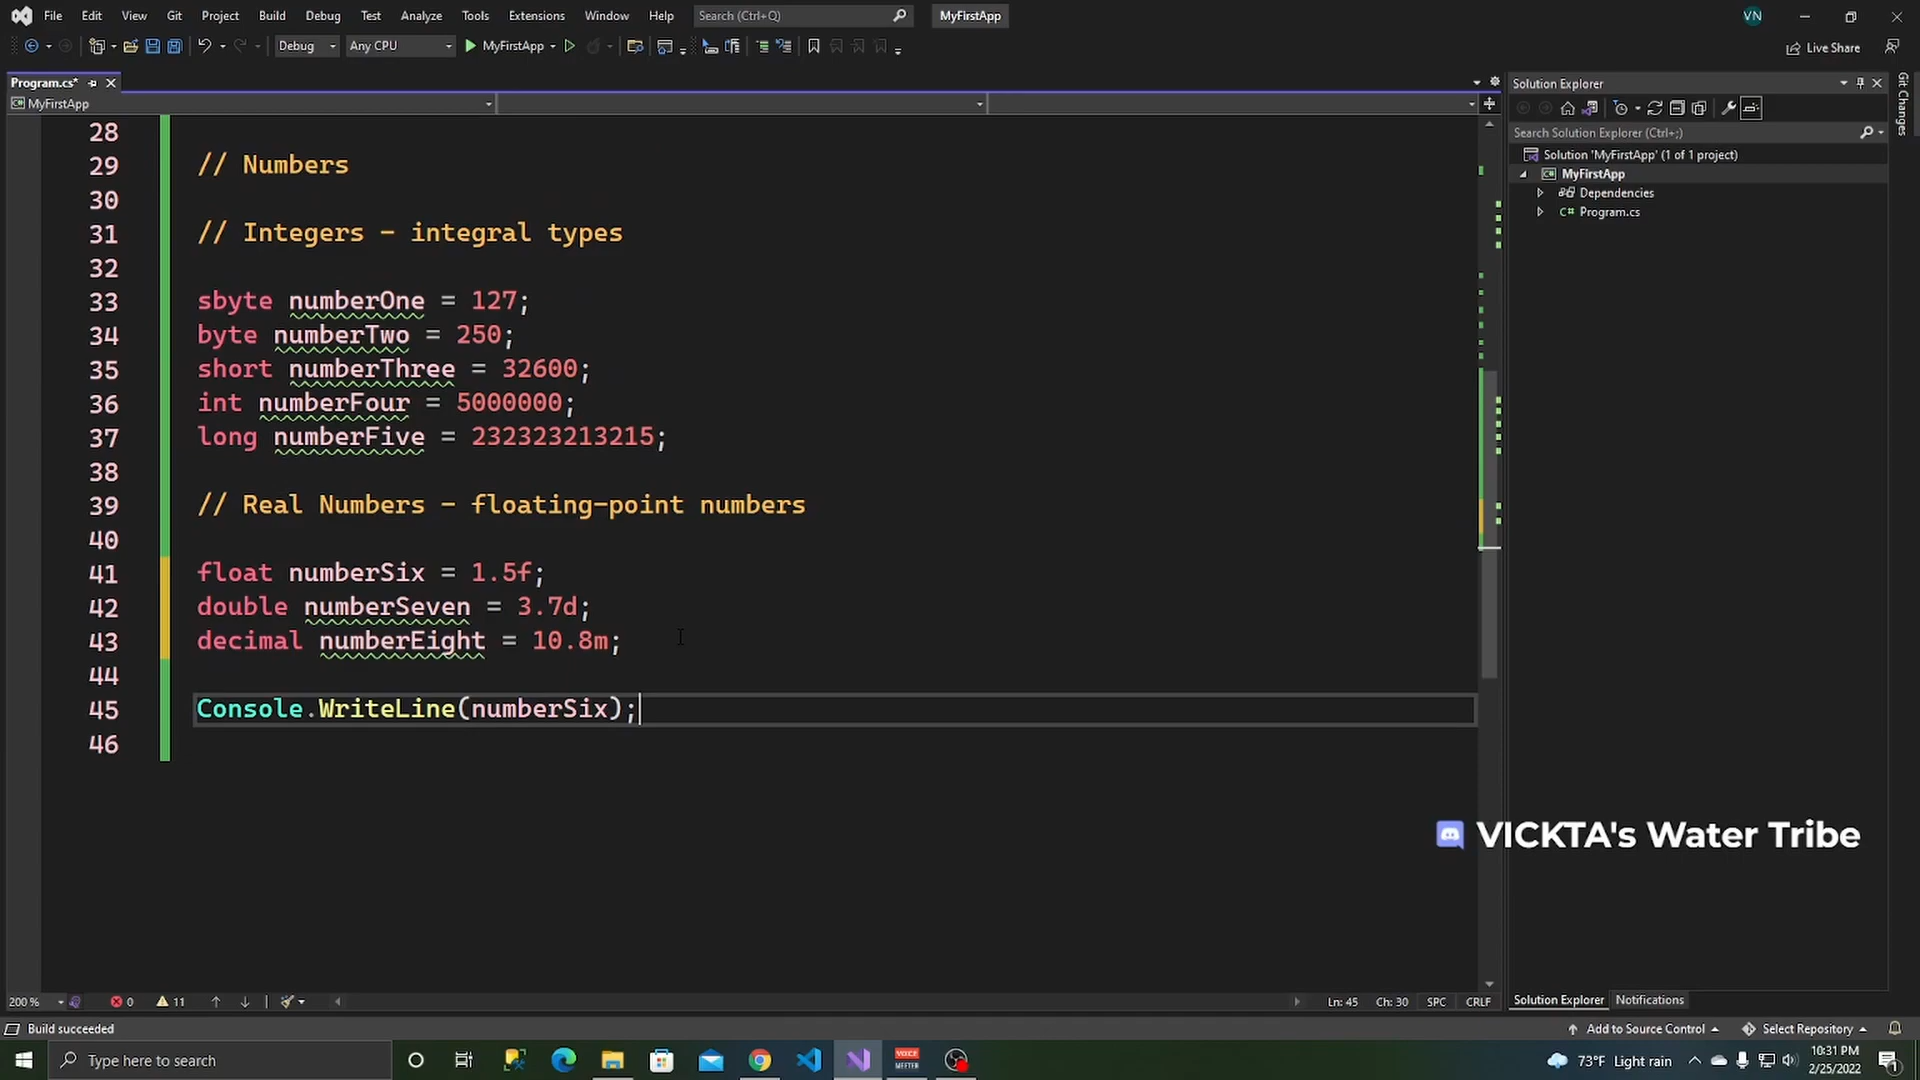 File Edit View Git Project Build Debug Test Analyze Tools Extensions Window Help Search (Ctrl+Q) MyFirstApp VN
Debug Any CPU MyFirstApp Live Share
Program.cs*
Solution Explorer
Git Changes
MyFirstApp
Search Solution Explorer (Ctrl+;)
Solution 'MyFirstApp' (1 of 1 project)
MyFirstApp
Dependencies
C# Program.cs
28
29 // Numbers
30
31 // Integers - integral types
32
33 sbyte numberOne = 127;
34 byte numberTwo = 250;
35 short numberThree = 32600;
36 int numberFour = 5000000;
37 long numberFive = 232323213215;
38
39 // Real Numbers - floating-point numbers
40
41 float numberSix = 1.5f;
42 double numberSeven = 3.7d;
43 decimal numberEight = 10.8m;
44
45 Console.WriteLine(numberSix);
46
VICKTA's Water Tribe
200 % 0 11 Ln: 45 Ch: 30 SPC CRLF
Solution Explorer Notifications
Build succeeded Add to Source Control Select Repository
Type here to search VOICE MEETER 73°F Light rain 10:31 PM
2/25/2022
1